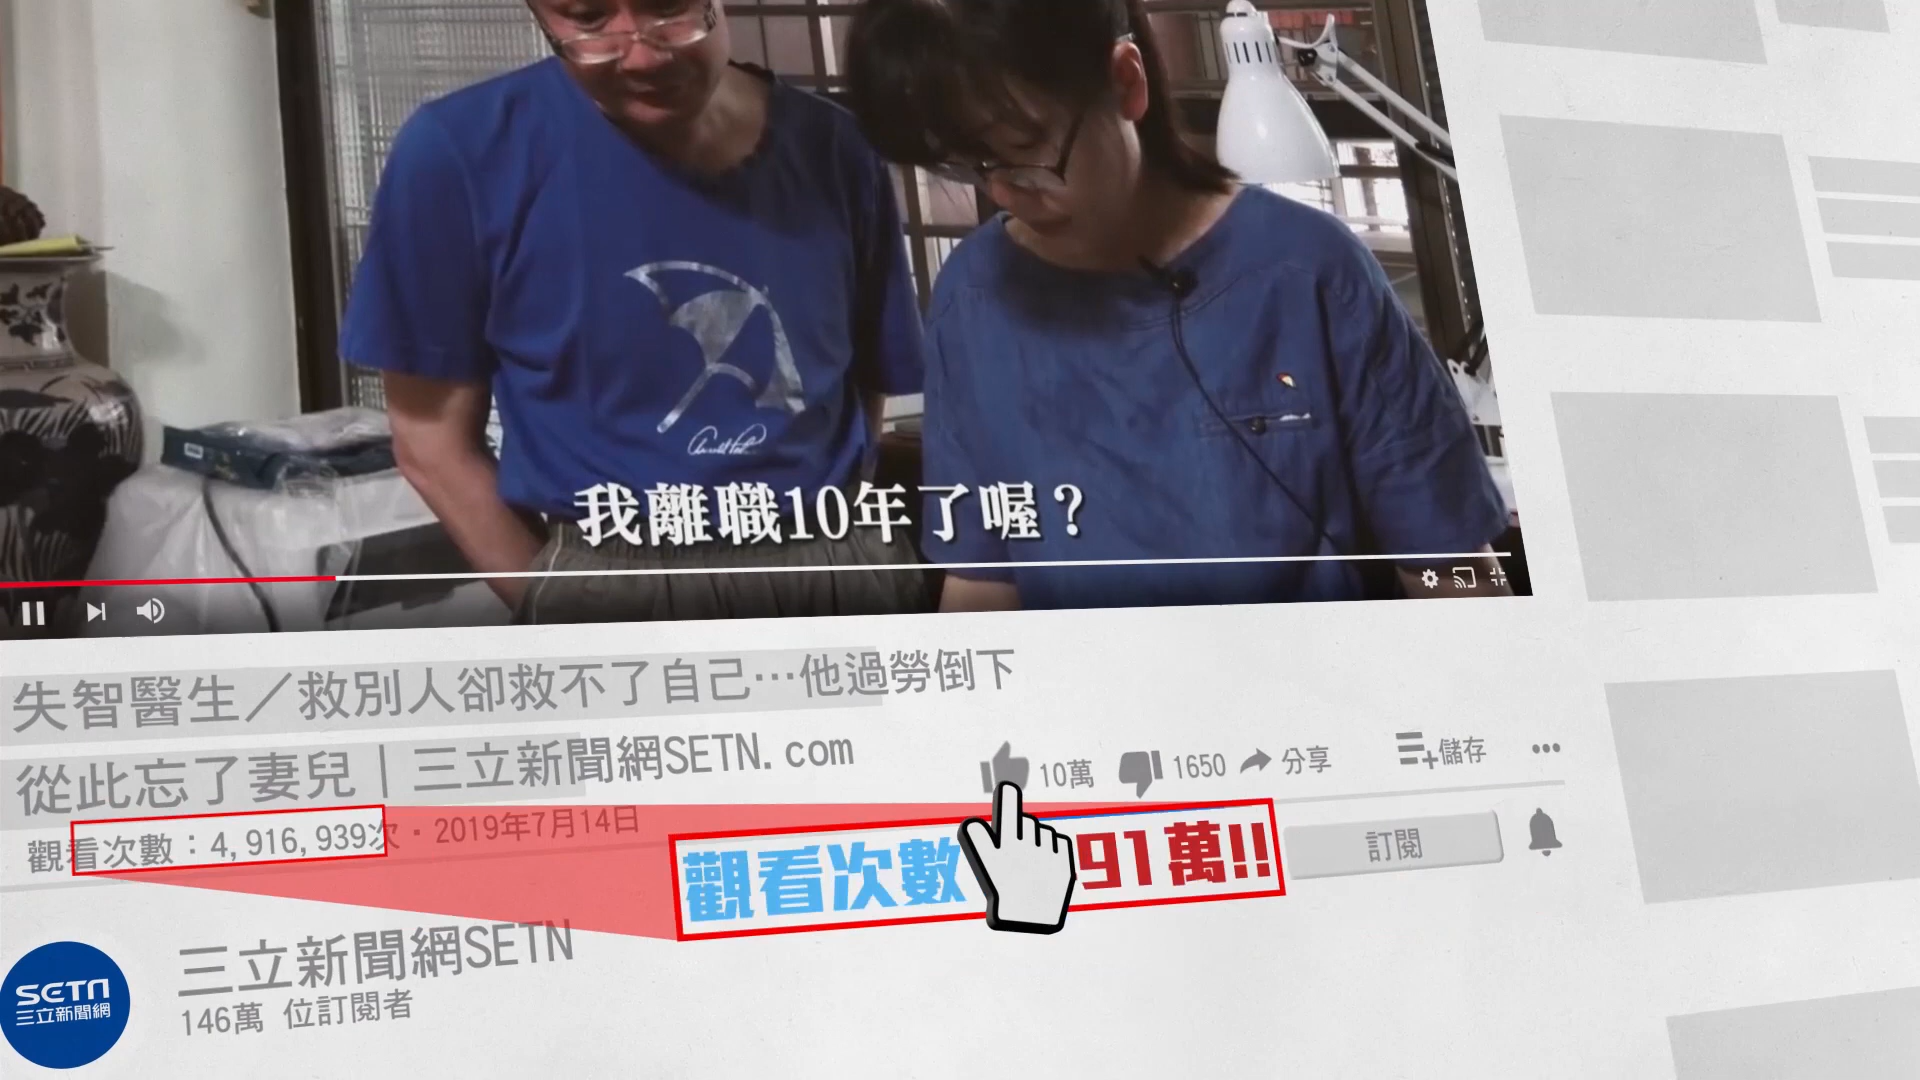 我離職10年了喔？
失智醫生／救別人卻救不了自己…他過勞倒下
從此忘了妻兒｜三立新聞網SETN.com
10萬 1650 分享 儲存
觀看次數：4,916,939次・2019年7月14日
觀看次數 91萬!!
訂閱
三立新聞網SETN
146萬 位訂閱者
SETN
三立新聞網